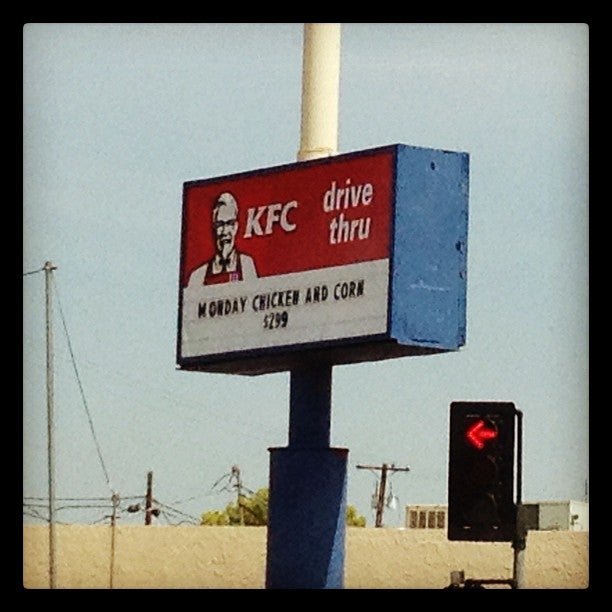 KFC
drive
thru
MONDAY CHICKEN AND CORN
$299